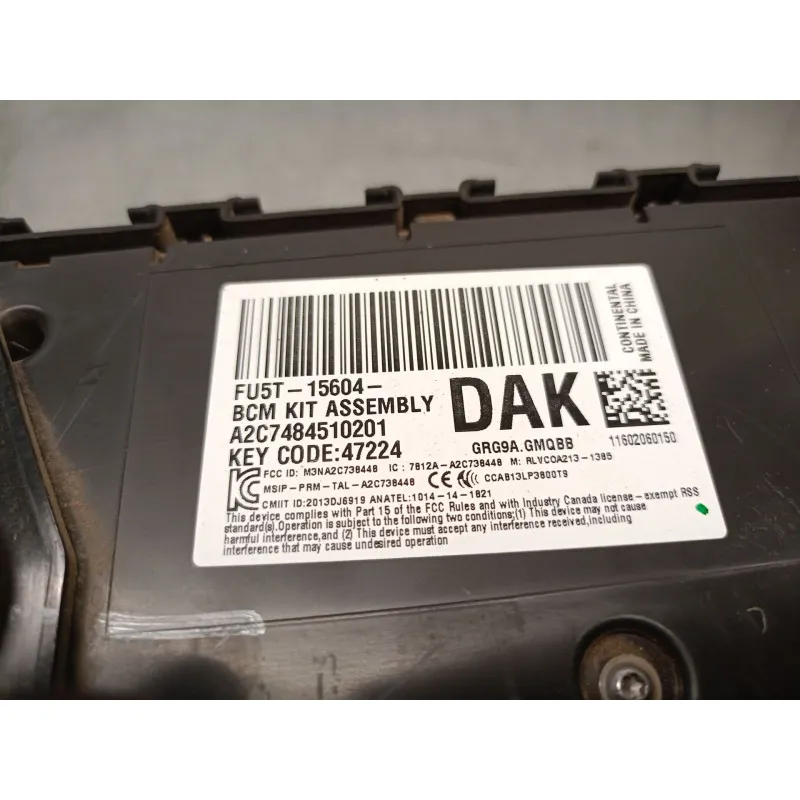 CONTINENTAL
MADE IN CHINA
FU5T-15604-
DAK
BCM KIT ASSEMBLY
A2C7484510201
KEY CODE:47224
GRG9A.GMQBB
11602060150
FCC ID: M3NA2C738448 IC: 7812A-A2C738448 M: RLVCOA213-1385
MSIP-PRM-TAL-A2C738448 CE CCAB13LP3800T9
CMIIT ID:2013DJ6919 ANATEL:1014-14-1821
This device complies with Part 15 of the FCC Rules and with Industry Canada license-exempt RSS
standard(s).Operation is subject to the following two conditions;(1) This device may not cause
harmful interference,and (2) This device must accept any interference received,including
interference that may cause undesired operation